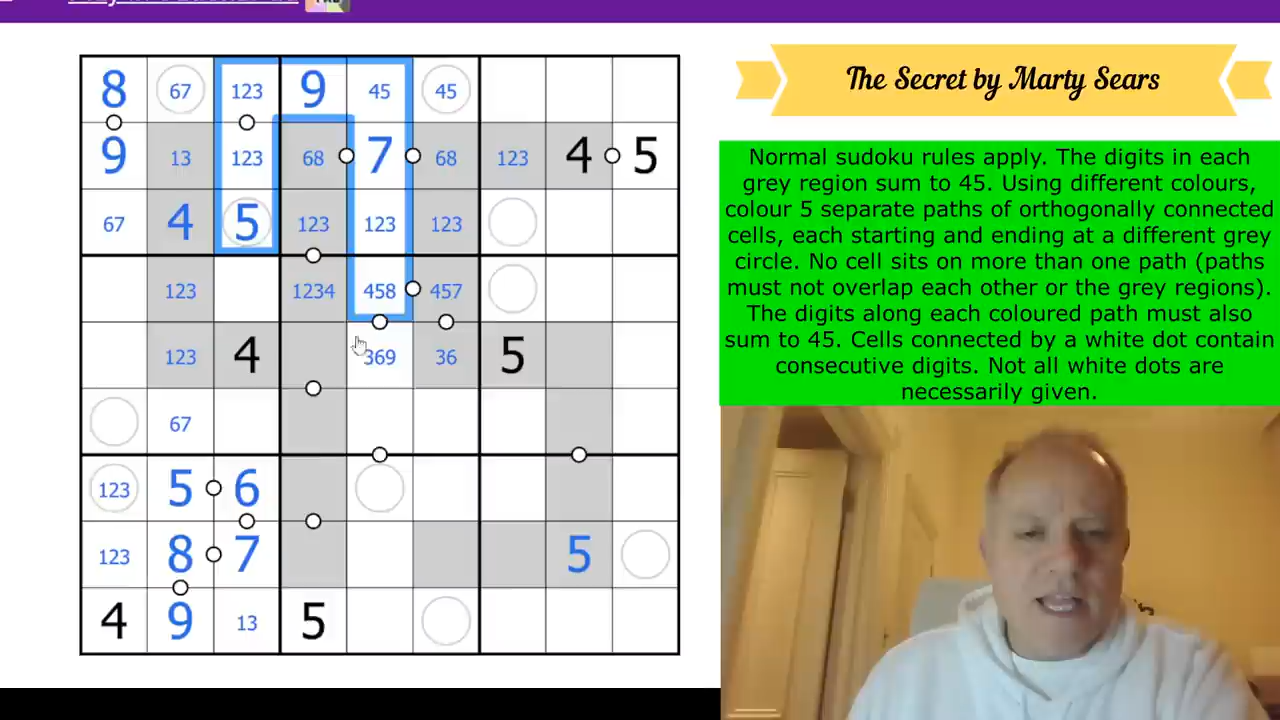 The Secret by Marty Sears
Normal sudoku rules apply. The digits in each
grey region sum to 45. Using different colours,
colour 5 separate paths of orthogonally connected
cells, each starting and ending at a different grey
circle. No cell sits on more than one path (paths
must not overlap each other or the grey regions).
The digits along each coloured path must also
sum to 45. Cells connected by a white dot contain
consecutive digits. Not all white dots are
necessarily given.
8 67 123 9 45 45
9 13 123 68 7 68 123 4 5
67 4 5 123 123 123
123 1234 458 457
123 4 369 36 5
67
123 5 6
123 8 7 5
4 9 13 5